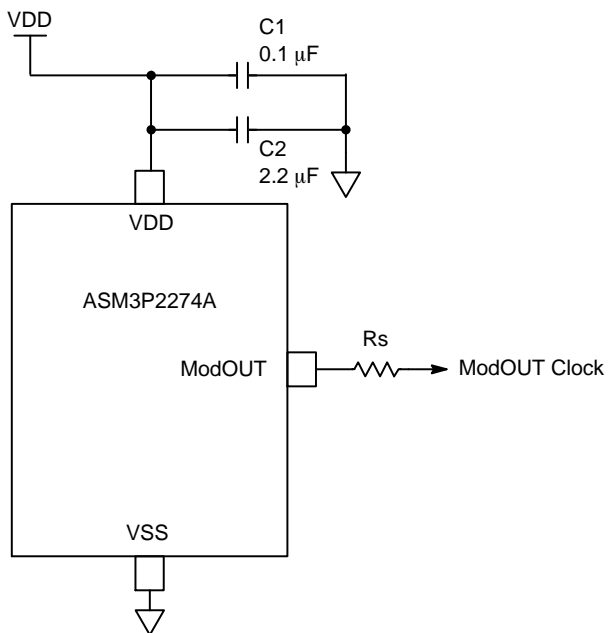 VDD
C1
0.1 μF
C2
2.2 μF
VDD
ASM3P2274A
Rs
ModOUT
ModOUT Clock
VSS